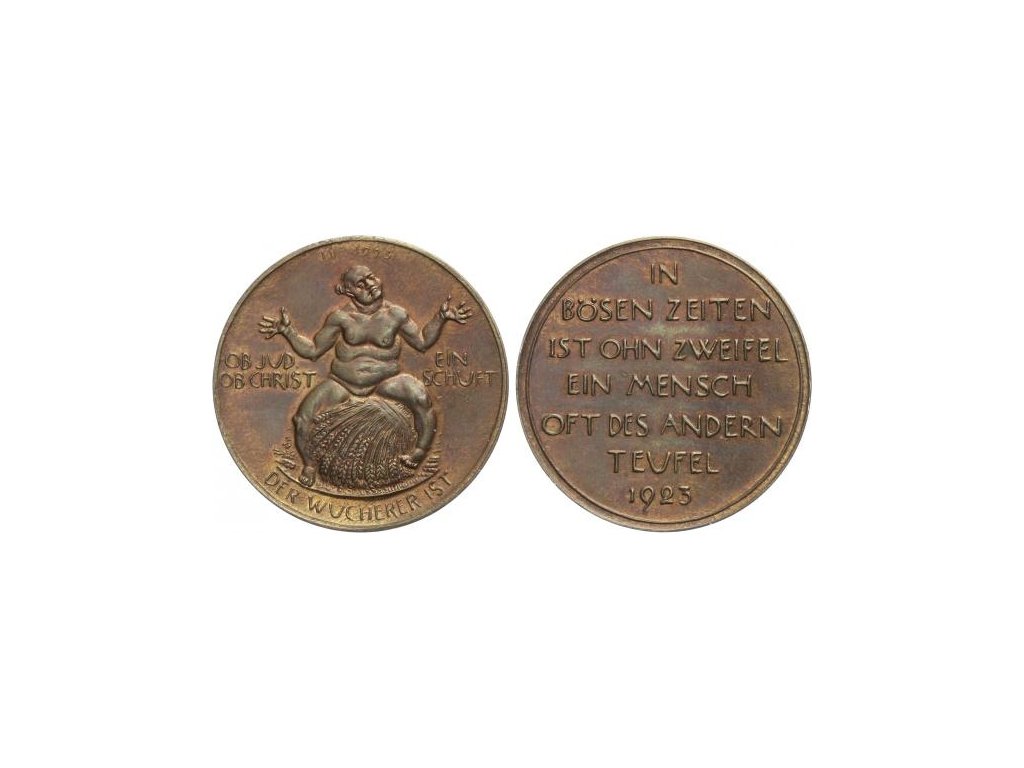 OB JUD
OB CHRIST
EIN
SCHUFT
DER WUCHERER IST
IN
BÖSEN ZEITEN
IST OHN ZWEIFEL
EIN MENSCH
OFT DES ANDERN
TEUFEL
1923